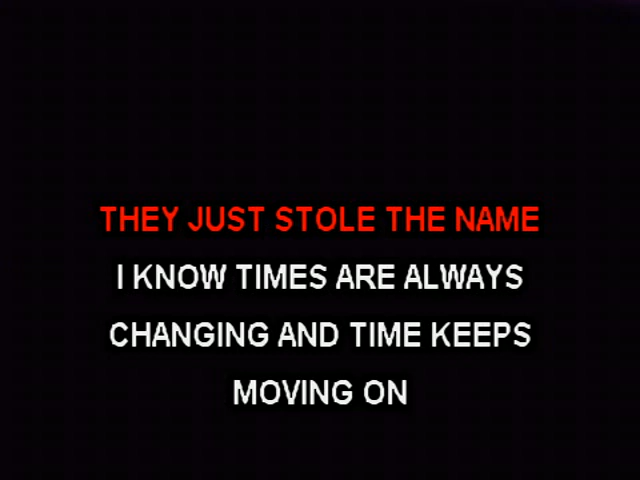 THEY JUST STOLE THE NAME
I KNOW TIMES ARE ALWAYS
CHANGING AND TIME KEEPS
MOVING ON